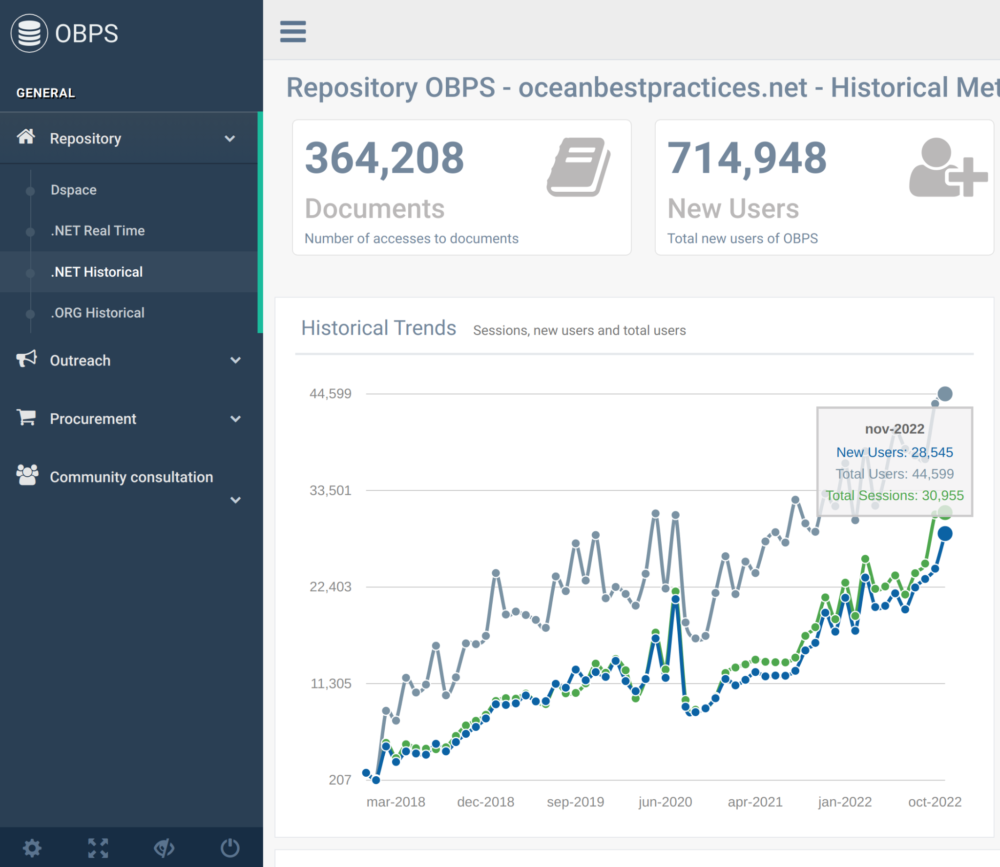 OBPS
GENERAL
Repository
Dspace
.NET Real Time
.NET Historical
.ORG Historical
Outreach
Procurement
Community consultation
Repository OBPS - oceanbestpractices.net - Historical Met
364,208
Documents
Number of accesses to documents
714,948
New Users
Total new users of OBPS
Historical Trends Sessions, new users and total users
44,599
33,501
22,403
11,305
207
nov-2022
New Users: 28,545
Total Users: 44,599
Total Sessions: 30,955
mar-2018 dec-2018 sep-2019 jun-2020 apr-2021 jan-2022 oct-2022